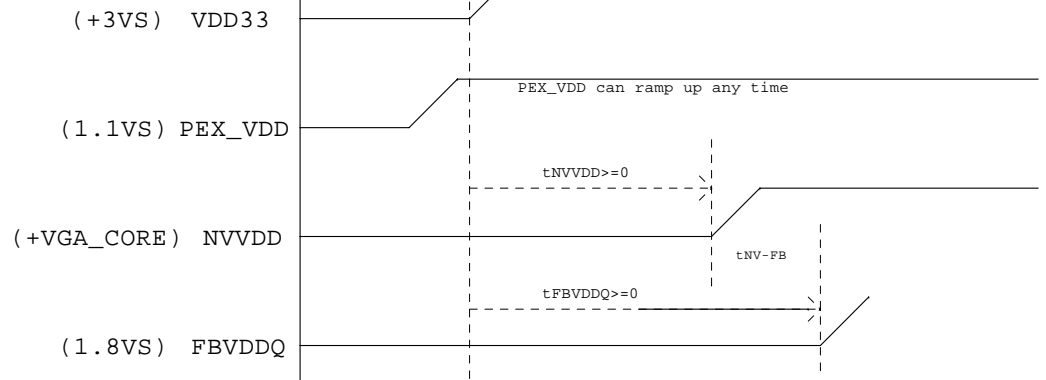 (+3VS) VDD33
PEX_VDD can ramp up any time
(1.1VS) PEX_VDD
tNVVDD>=0
(+VGA_CORE) NVVDD
tNV-FB
tFBVDDQ>=0
(1.8VS) FBVDDQ